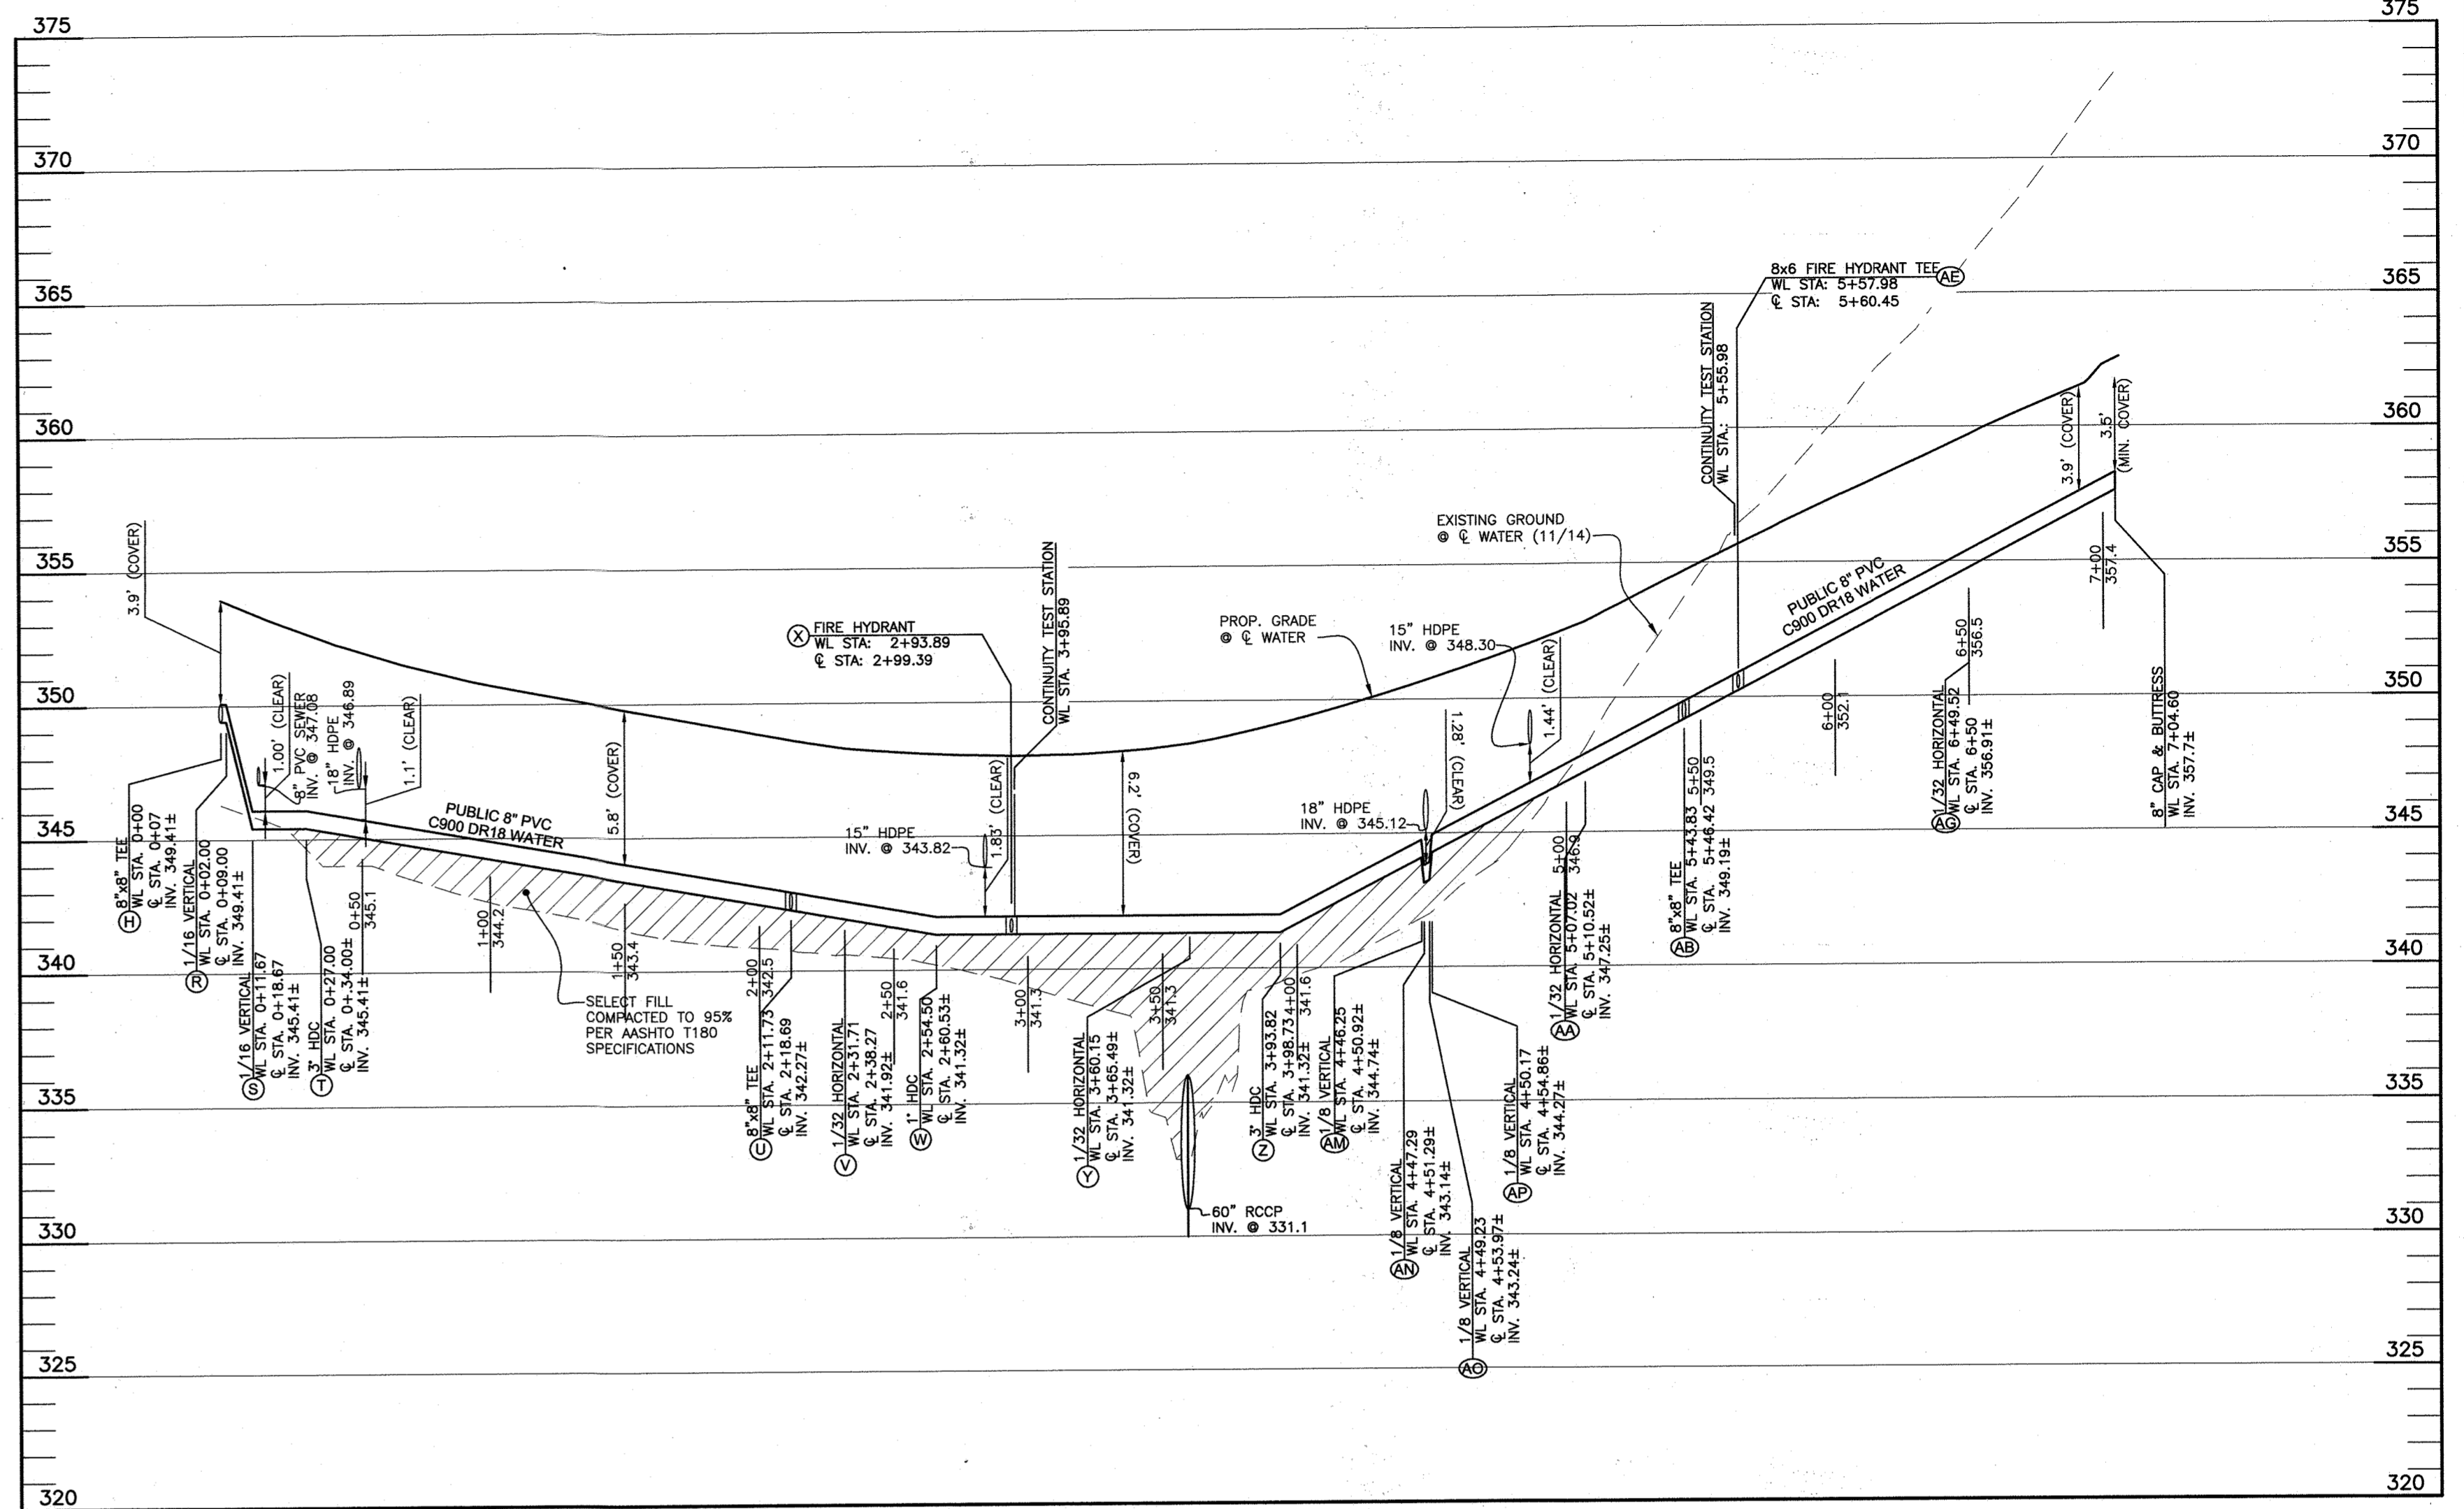 375
370
365
360
355
350
345
340
335
330
325
320
375
370
365
360
355
350
345
340
335
330
325
320
3.9' (COVER)
1.00' (CLEAR)
8" PVC SEWER
INV. @ 347.08
18" HDPE
INV. @ 346.89
1.1' (CLEAR)
PUBLIC 8" PVC
C900 DR18 WATER
5.8' (COVER)
X
FIRE HYDRANT
WL STA: 2+93.89
℄ STA: 2+99.39
CONTINUITY TEST STATION
WL STA. 3+95.89
15" HDPE
INV. @ 343.82
1.83' (CLEAR)
6.2' (COVER)
PROP. GRADE
@ ℄ WATER
15" HDPE
INV. @ 348.30
1.44' (CLEAR)
EXISTING GROUND
@ ℄ WATER (11/14)
18" HDPE
INV. @ 345.12
1.28' (CLEAR)
CONTINUITY TEST STATION
WL STA.: 5+55.98
8x6 FIRE HYDRANT TEE
AE
WL STA: 5+57.98
℄ STA: 5+60.45
PUBLIC 8" PVC
C900 DR18 WATER
3.9' (COVER)
3.5'
(MIN. COVER)
H
8"x8" TEE
WL STA. 0+00
℄ STA. 0+07
INV. 349.41±
R
1/16 VERTICAL
WL STA. 0+02.00
℄ STA. 0+09.00
INV. 349.41±
S
1/16 VERTICAL
WL STA. 0+11.67
℄ STA. 0+18.67
INV. 345.41±
T
3" HDC
WL STA. 0+27.00
℄ STA. 0+34.00±
INV. 345.41±
0+50
345.1
1+00
344.2
1+50
343.4
SELECT FILL
COMPACTED TO 95%
PER AASHTO T180
SPECIFICATIONS
2+00
342.5
U
8"x8" TEE
WL STA. 2+11.73
℄ STA. 2+18.69
INV. 342.27±
V
1/32 HORIZONTAL
WL STA. 2+31.71
℄ STA. 2+38.27
INV. 341.92±
2+50
341.6
W
1" HDC
WL STA. 2+54.50
℄ STA. 2+60.53±
INV. 341.32±
3+00
341.3
Y
1/32 HORIZONTAL
WL STA. 3+60.15
℄ STA. 3+65.49±
INV. 341.32±
3+50
341.3
60" RCCP
INV. @ 331.1
Z
3' HDC
WL STA. 3+93.82
℄ STA. 3+98.73
INV. 341.32±
4+00
341.6
AM
1/8 VERTICAL
WL STA. 4+46.25
℄ STA. 4+50.92±
INV. 344.74±
AN
1/8 VERTICAL
WL STA. 4+47.29
℄ STA. 4+51.29±
INV. 343.14±
AO
1/8 VERTICAL
WL STA. 4+49.23
℄ STA. 4+53.97±
INV. 343.24±
AP
1/8 VERTICAL
WL STA. 4+50.17
℄ STA. 4+54.86±
INV. 344.27±
5+00
346.9
AA
1/32 HORIZONTAL
WL STA. 5+07.02
℄ STA. 5+10.52±
INV. 347.25±
AB
8"x8" TEE
WL STA. 5+43.83
℄ STA. 5+46.42
INV. 349.19±
5+50
349.5
6+00
352.1
AG
1/32 HORIZONTAL
WL STA. 6+49.52
℄ STA. 6+50
INV. 356.91±
6+50
356.5
7+00
357.4
8" CAP & BUTTRESS
WL STA. 7+04.60
INV. 357.7±